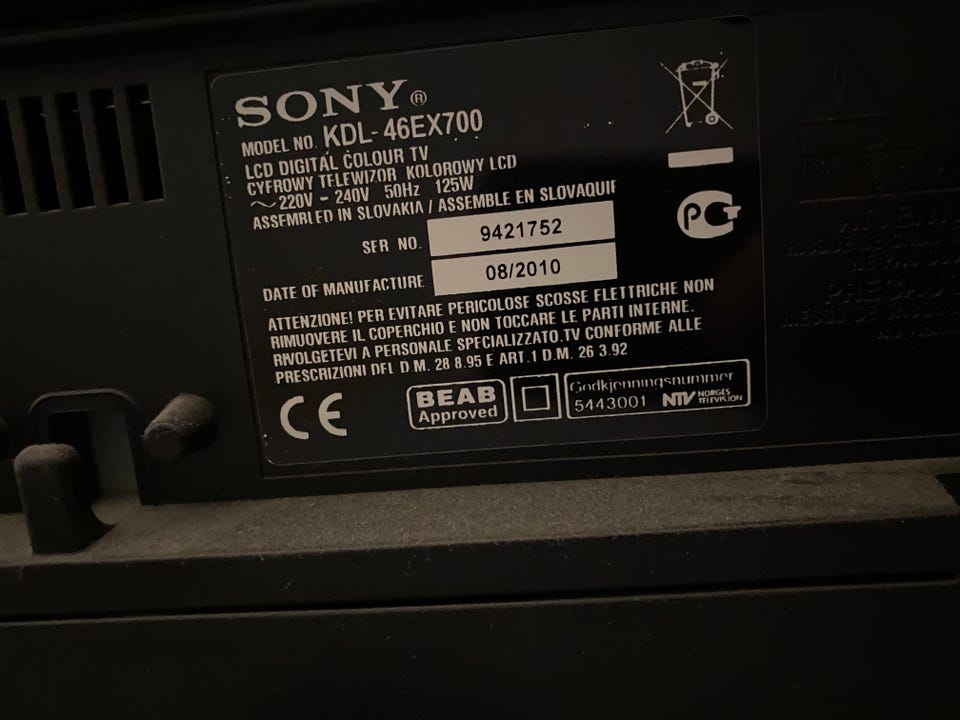 SONY®
MODEL NO. KDL-46EX700
LCD DIGITAL COLOUR TV
CYFROWY TELEWIZOR KOLOROWY LCD
~ 220V - 240V 50Hz 125W
ASSEMBLED IN SLOVAKIA / ASSEMBLE EN SLOVAQUIE
SER NO. 9421752
DATE OF MANUFACTURE 08/2010
ATTENZIONE! PER EVITARE PERICOLOSE SCOSSE ELETTRICHE NON
RIMUOVERE IL COPERCHIO E NON TOCCARE LE PARTI INTERNE.
RIVOLGETEVI A PERSONALE SPECIALIZZATO.TV CONFORME ALLE
PRESCRIZIONI DEL D.M. 28 8.95 E ART.1 D.M. 26 3.92
CE
BEAB
Approved
Godkjenningsnummer
5443001 NTV NORGES
TELEVISJON